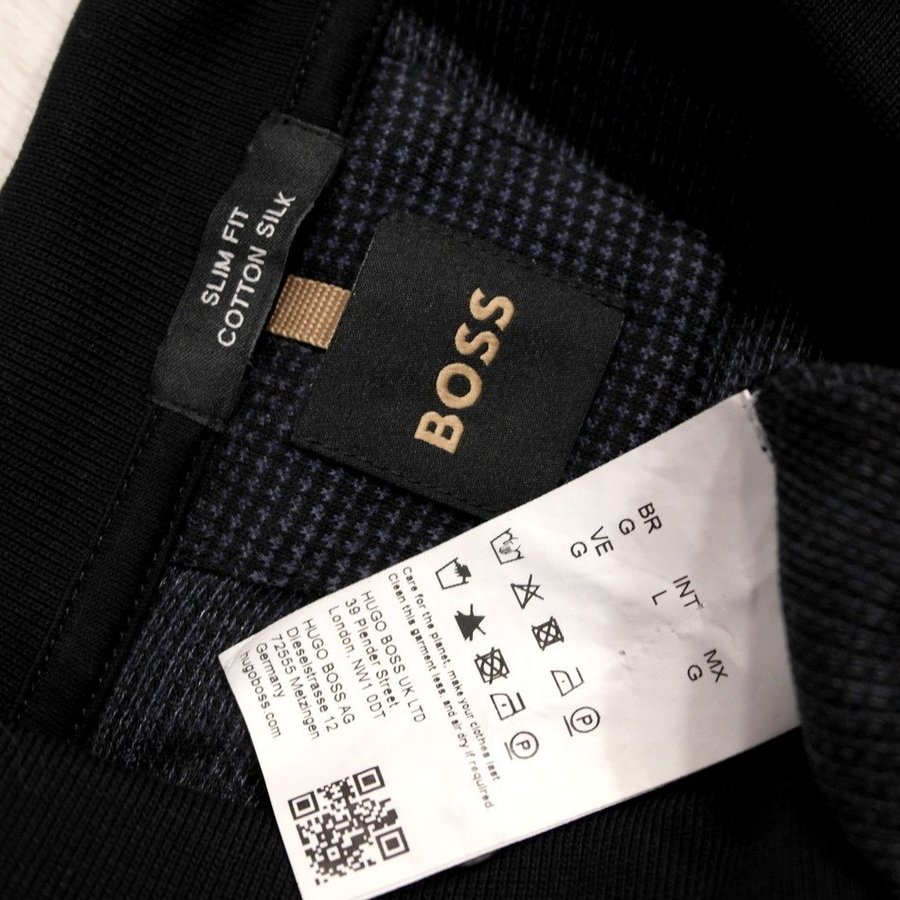 SLIM FIT
COTTON SILK
BOSS
BR
G
VE
G
INT
L
MX
G
P
P
Care for the planet, make your clothes last
Clean this garment less, and air dry if required
HUGO BOSS UK LTD
39 Plender Street
London, NW1 0DT
HUGO BOSS AG
Dieselstrasse 12
72555 Metzingen
Germany
hugoboss.com